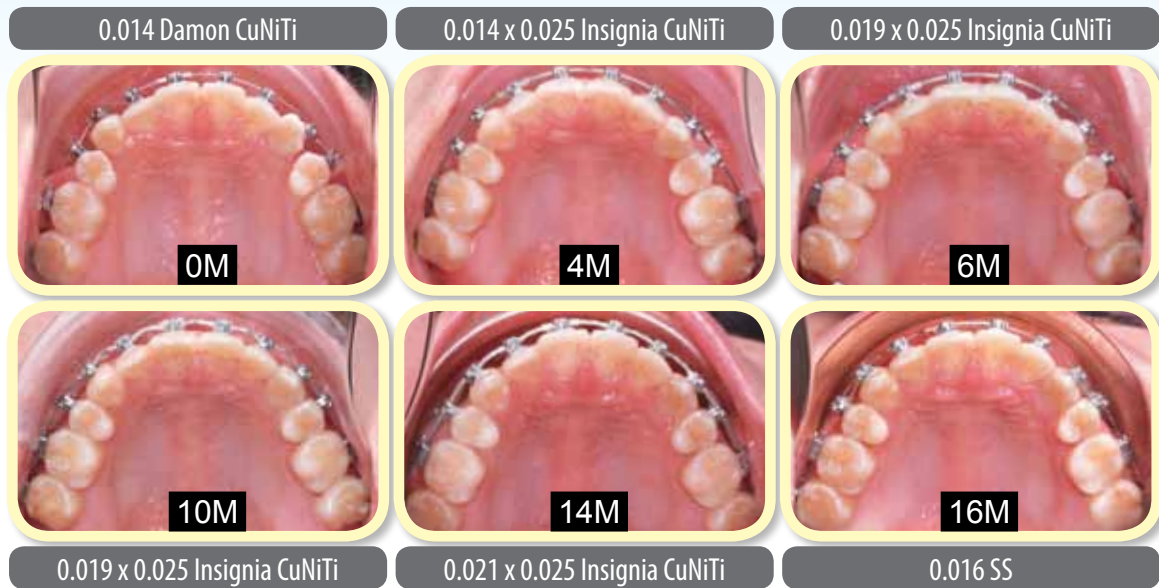 0.014 Damon CuNiTi
0.014 x 0.025 Insignia CuNiTi
0.019 x 0.025 Insignia CuNiTi
0M
4M
6M
10M
14M
16M
0.019 x 0.025 Insignia CuNiTi
0.021 x 0.025 Insignia CuNiTi
0.016 SS